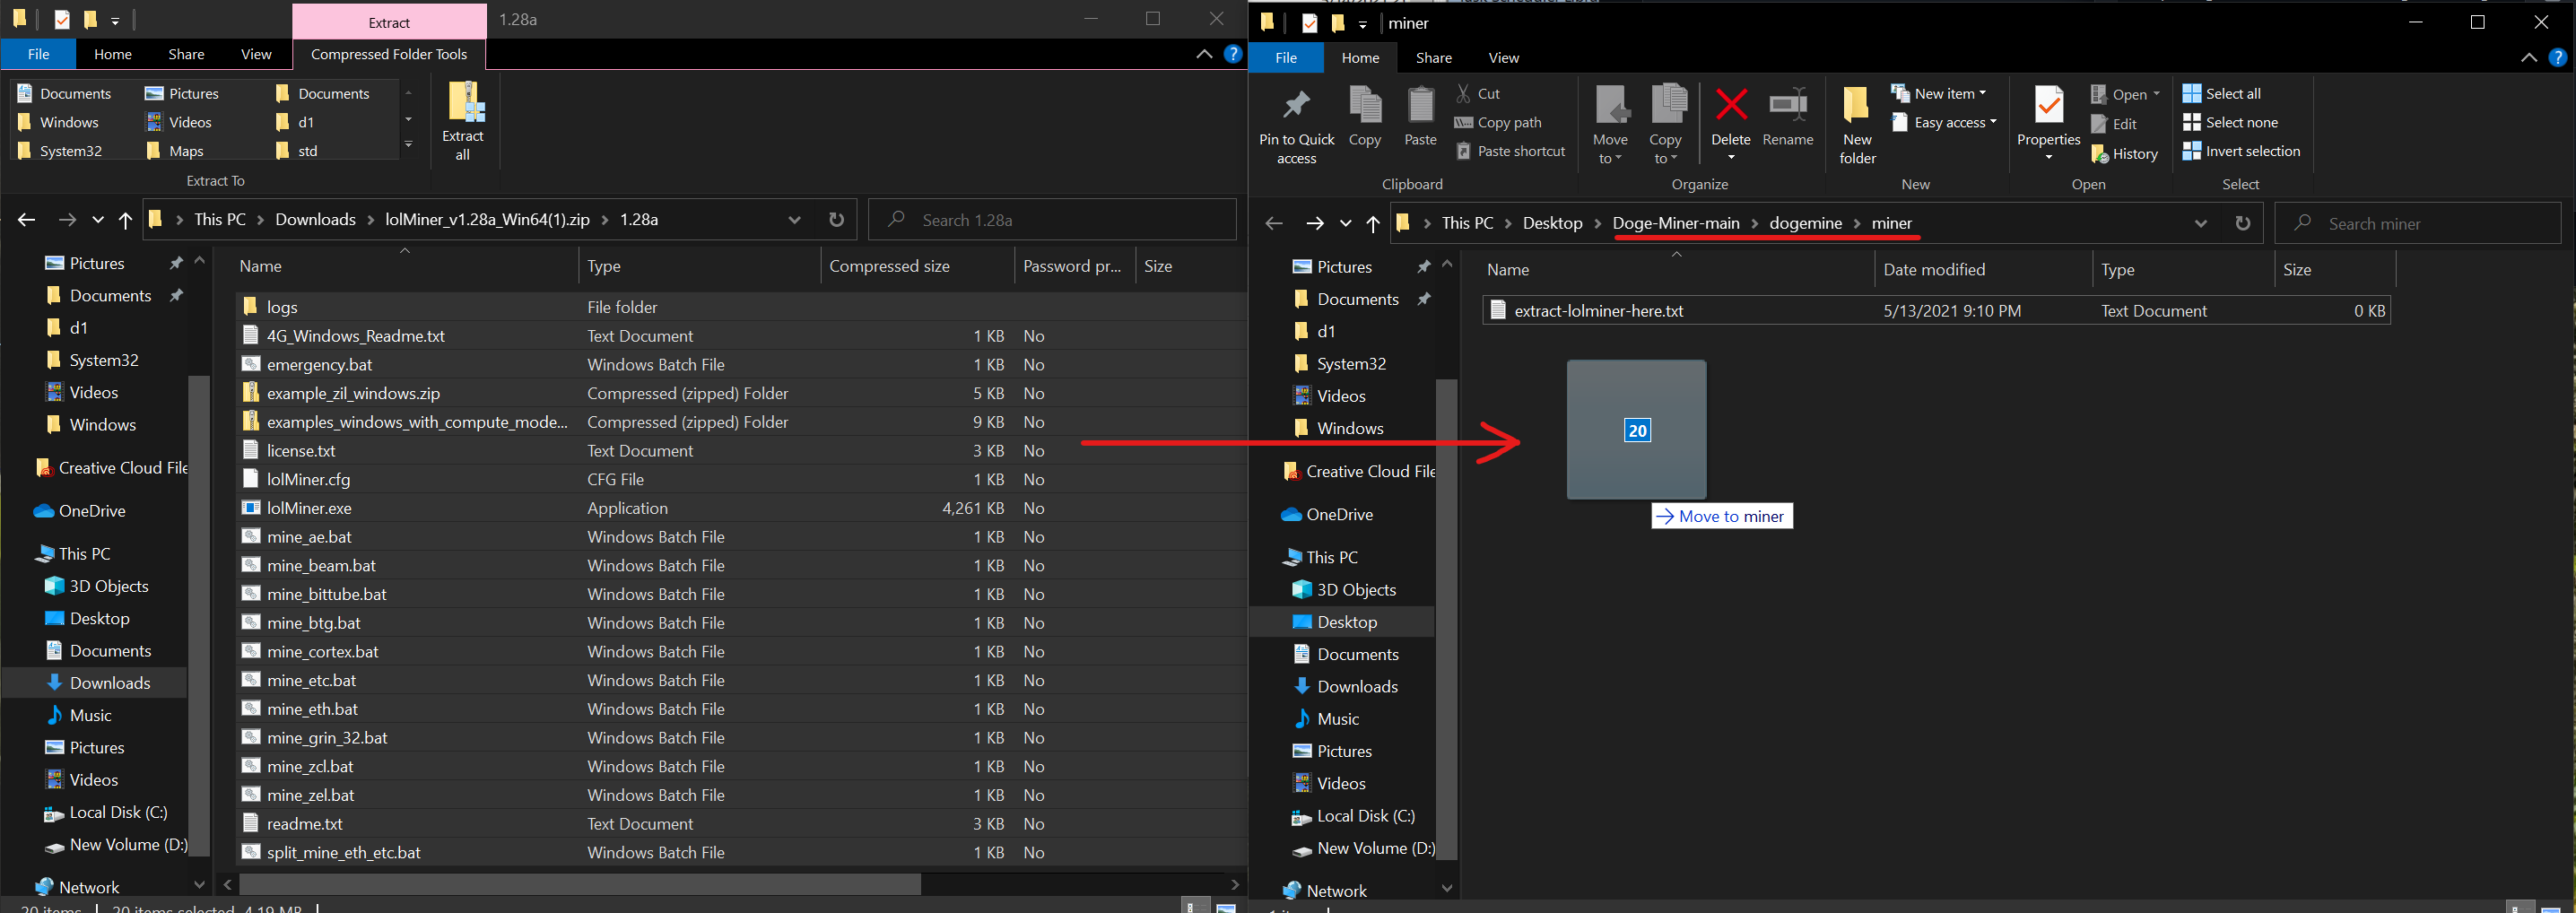 Extract
1.28a
File
Home
Share
View
Compressed Folder Tools
Documents
Pictures
Documents
Windows
Videos
d1
System32
Maps
std
Extract all
Extract To
This PC > Downloads > lolMiner_v1.28a_Win64(1).zip > 1.28a
Search 1.28a
Pictures
Documents
d1
System32
Videos
Windows
Creative Cloud File
OneDrive
This PC
3D Objects
Desktop
Documents
Downloads
Music
Pictures
Videos
Local Disk (C:)
New Volume (D:)
Network
Name Type Compressed size Password pr... Size
logs File folder
4G_Windows_Readme.txt Text Document 1 KB No
emergency.bat Windows Batch File 1 KB No
example_zil_windows.zip Compressed (zipped) Folder 5 KB No
examples_windows_with_compute_mode... Compressed (zipped) Folder 9 KB No
license.txt Text Document 3 KB No
lolMiner.cfg CFG File 1 KB No
lolMiner.exe Application 4,261 KB No
mine_ae.bat Windows Batch File 1 KB No
mine_beam.bat Windows Batch File 1 KB No
mine_bittube.bat Windows Batch File 1 KB No
mine_btg.bat Windows Batch File 1 KB No
mine_cortex.bat Windows Batch File 1 KB No
mine_etc.bat Windows Batch File 1 KB No
mine_eth.bat Windows Batch File 1 KB No
mine_grin_32.bat Windows Batch File 1 KB No
mine_zcl.bat Windows Batch File 1 KB No
mine_zel.bat Windows Batch File 1 KB No
readme.txt Text Document 3 KB No
split_mine_eth_etc.bat Windows Batch File 1 KB No
20 items
20 items selected 4.19 MB
miner
File
Home
Share
View
Pin to Quick access
Copy
Paste
Cut
Copy path
Paste shortcut
Clipboard
Move to
Copy to
Delete
Rename
Organize
New folder
New item
Easy access
New
Properties
Open
Edit
History
Open
Select all
Select none
Invert selection
Select
This PC > Desktop > Doge-Miner-main > dogemine > miner
Search miner
Pictures
Documents
d1
System32
Videos
Windows
Creative Cloud File
OneDrive
This PC
3D Objects
Desktop
Documents
Downloads
Music
Pictures
Videos
Local Disk (C:)
New Volume (D:)
Network
Name Date modified Type Size
extract-lolminer-here.txt 5/13/2021 9:10 PM Text Document 0 KB
20
Move to miner